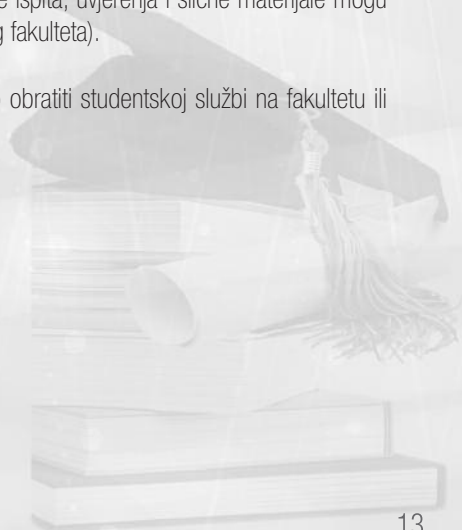 e ispita, uvjerenja i slične materijale mogu
g fakulteta).
obratiti studentskoj službi na fakultetu ili
13